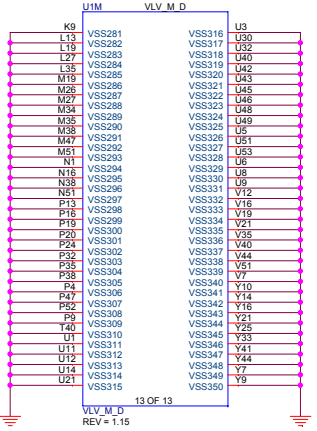 U1M VLV_M_D
K9 VSS281 VSS316 U3
L13 VSS282 VSS317 U30
L19 VSS283 VSS318 U32
L27 VSS284 VSS319 U40
L35 VSS285 VSS320 U42
M19 VSS286 VSS321 U43
M26 VSS287 VSS322 U45
M27 VSS288 VSS323 U46
M34 VSS289 VSS324 U48
M35 VSS290 VSS325 U49
M38 VSS291 VSS326 U5
M47 VSS292 VSS327 U51
M51 VSS293 VSS328 U53
N1 VSS294 VSS329 U6
N16 VSS295 VSS330 U8
N38 VSS296 VSS331 U9
N51 VSS297 VSS332 V12
P13 VSS298 VSS333 V16
P16 VSS299 VSS334 V19
P19 VSS300 VSS335 V21
P20 VSS301 VSS336 V35
P24 VSS302 VSS337 V40
P32 VSS303 VSS338 V44
P35 VSS304 VSS339 V51
P38 VSS305 VSS340 V7
P4 VSS306 VSS341 Y10
P47 VSS307 VSS342 Y14
P52 VSS308 VSS343 Y16
P9 VSS309 VSS344 Y21
T40 VSS310 VSS345 Y25
U1 VSS311 VSS346 Y33
U11 VSS312 VSS347 Y41
U12 VSS313 VSS348 Y44
U14 VSS314 VSS349 Y7
U21 VSS315 VSS350 Y9
13 OF 13
VLV_M_D
REV = 1.15